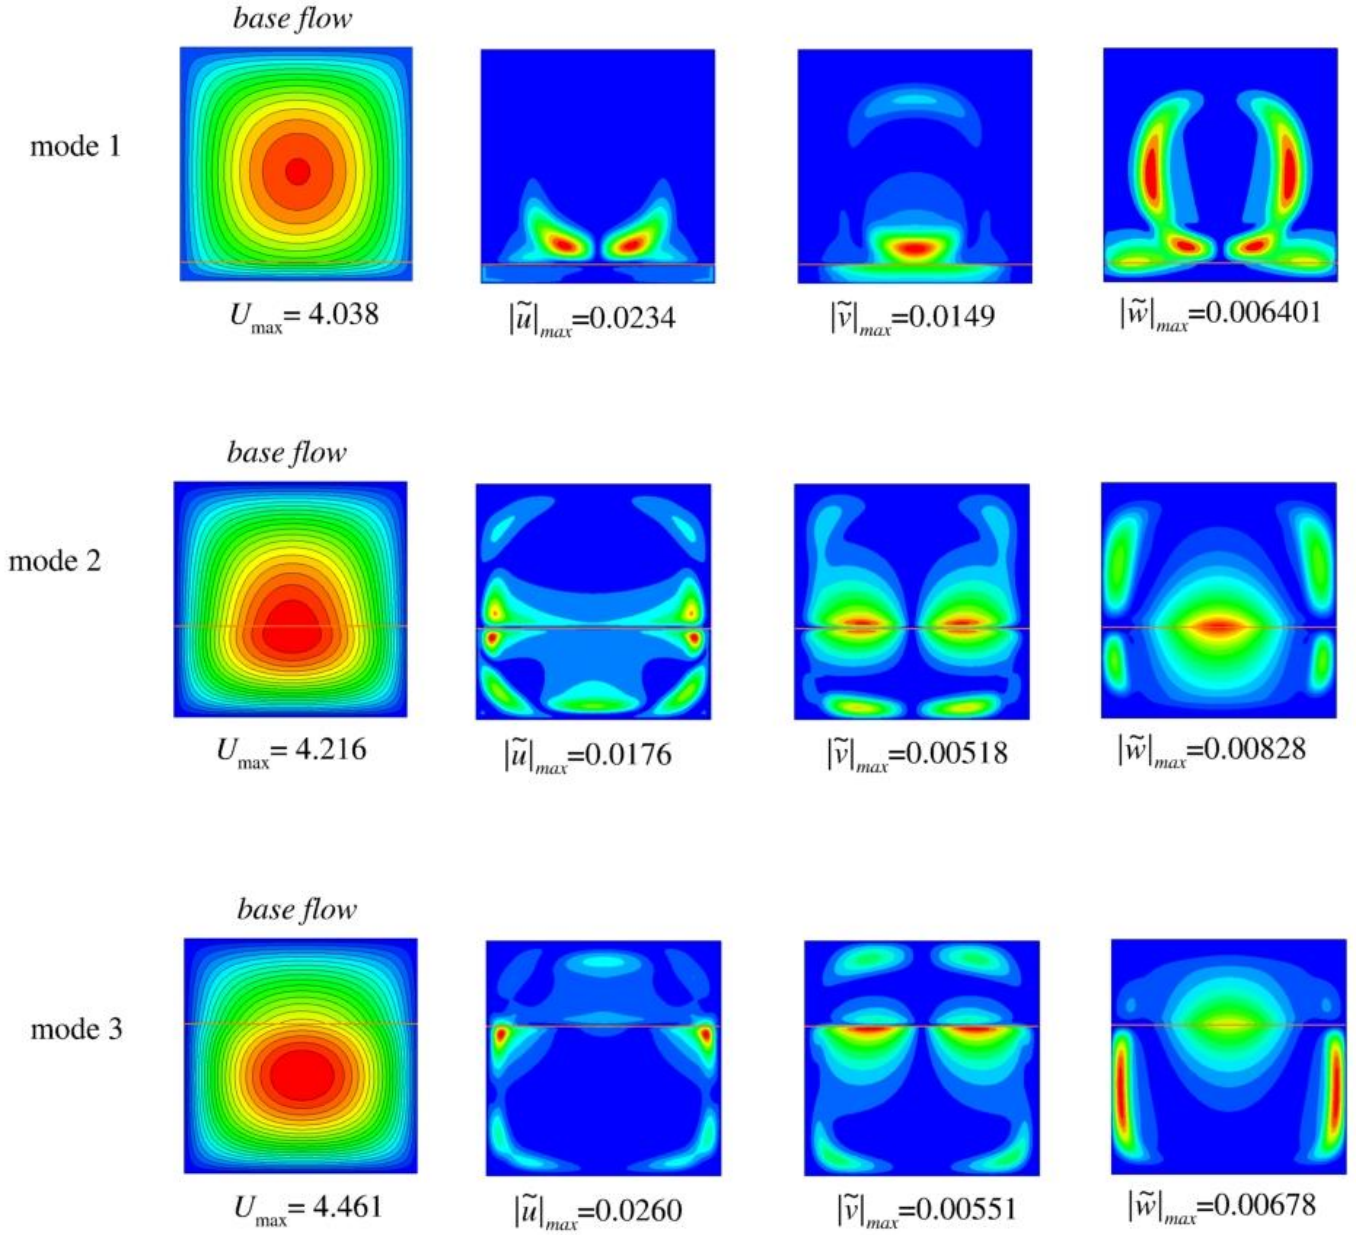 base flow
mode 1
U_max= 4.038
|ũ|_max=0.0234
|ṽ|_max=0.0149
|w̃|_max=0.006401
base flow
mode 2
U_max= 4.216
|ũ|_max=0.0176
|ṽ|_max=0.00518
|w̃|_max=0.00828
base flow
mode 3
U_max= 4.461
|ũ|_max=0.0260
|ṽ|_max=0.00551
|w̃|_max=0.00678